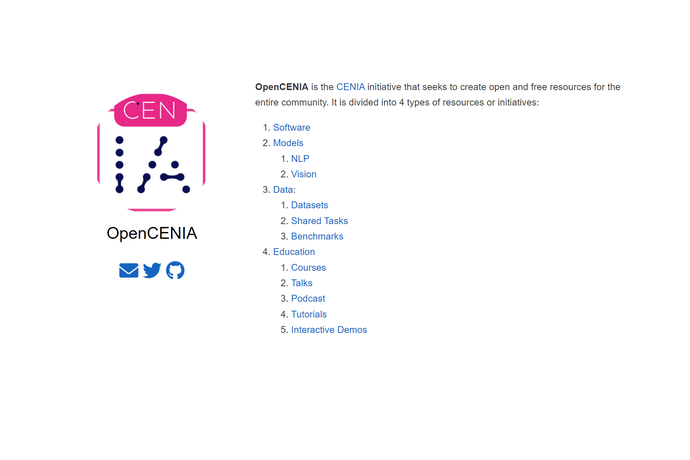 CEN
IA
OpenCENIA
OpenCENIA is the CENIA initiative that seeks to create open and free resources for the
entire community. It is divided into 4 types of resources or initiatives:
1. Software
2. Models
1. NLP
2. Vision
3. Data:
1. Datasets
2. Shared Tasks
3. Benchmarks
4. Education
1. Courses
2. Talks
3. Podcast
4. Tutorials
5. Interactive Demos